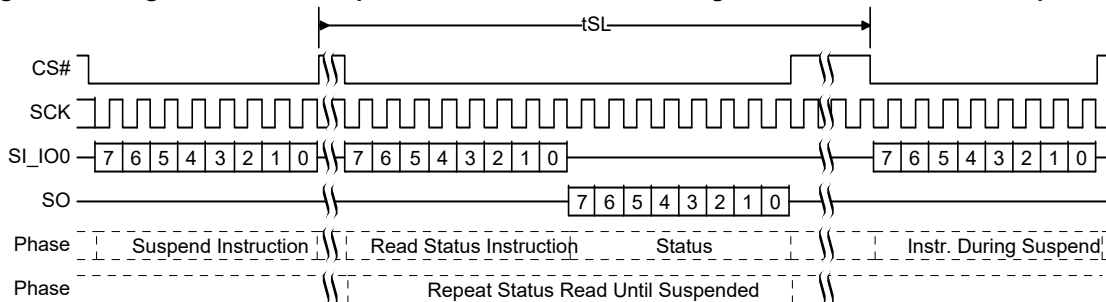 tSL
CS#
SCK
SI_IO0 7 6 5 4 3 2 1 0 7 6 5 4 3 2 1 0 7 6 5 4 3 2 1 0
SO 7 6 5 4 3 2 1 0
Phase Suspend Instruction Read Status Instruction Status Instr. During Suspend
Phase Repeat Status Read Until Suspended